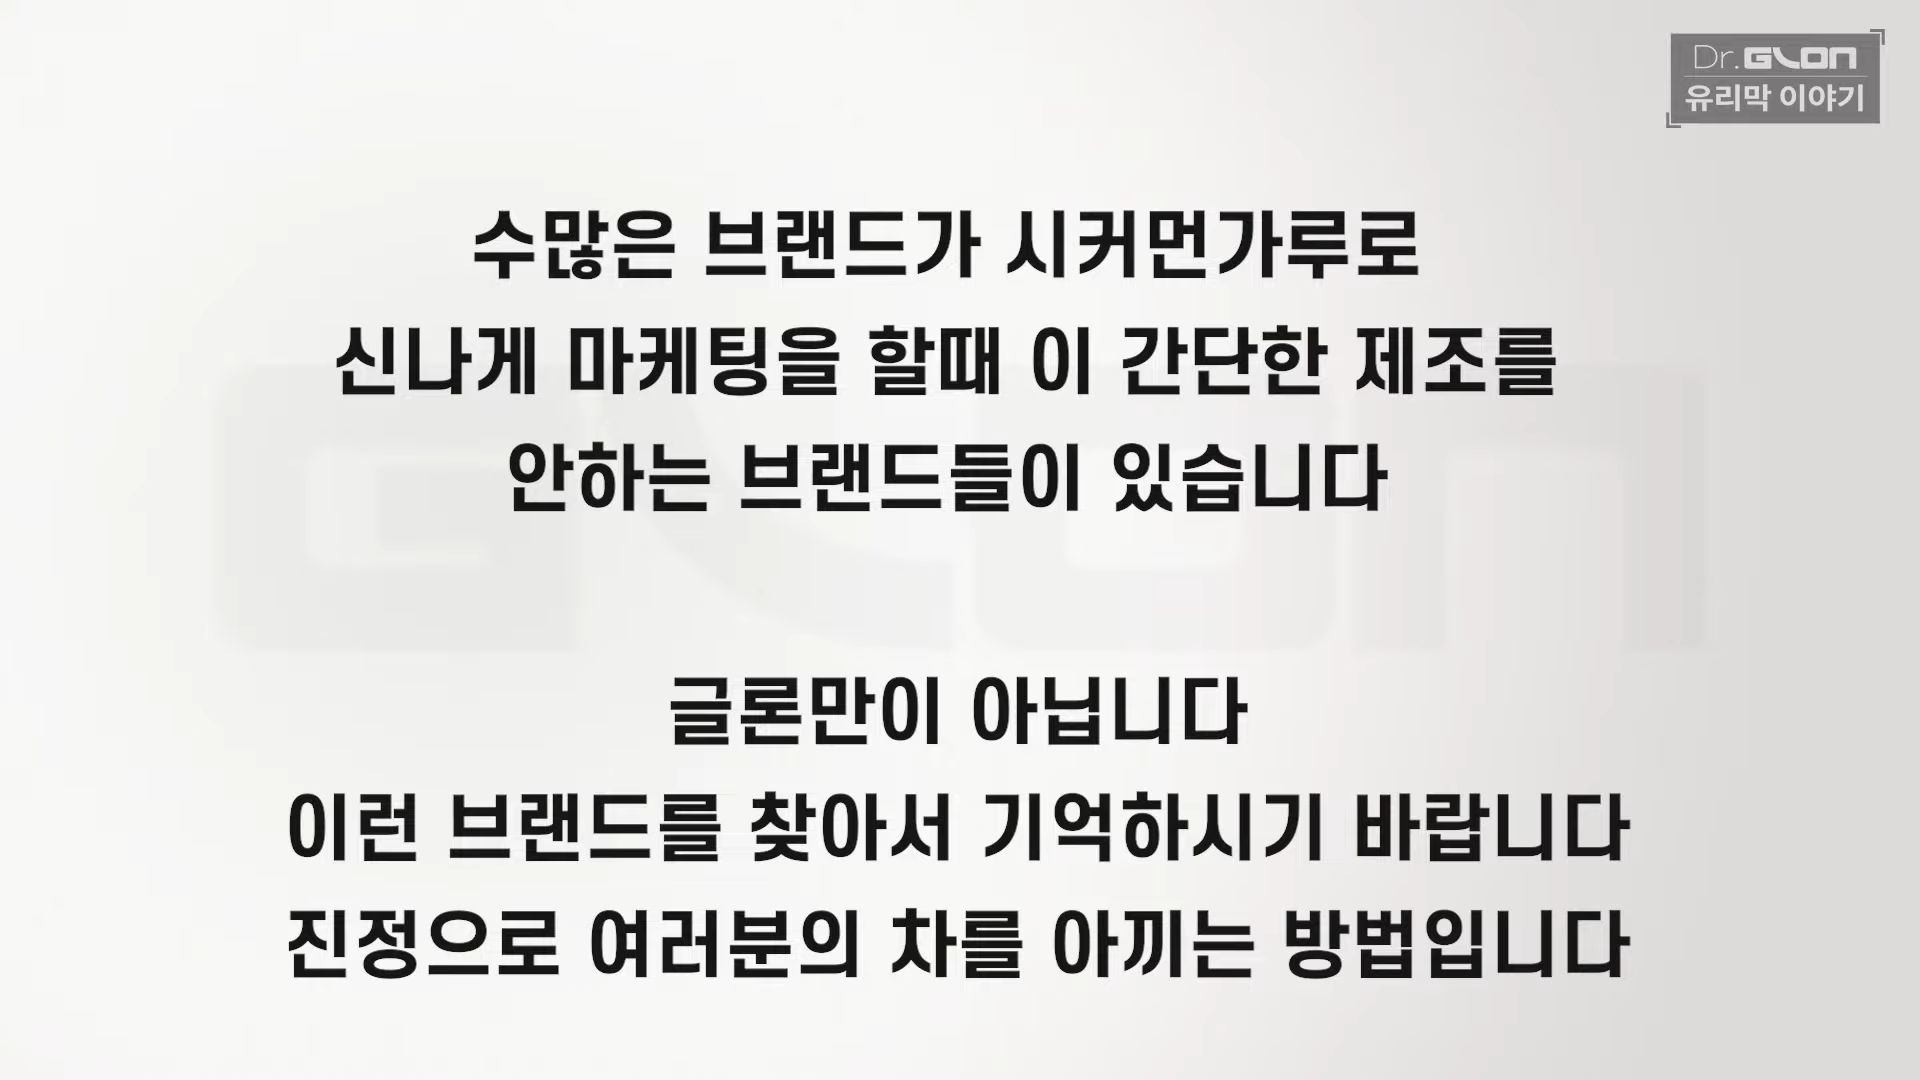 Dr.GLON
유리막 이야기
수많은 브랜드가 시커먼가루로
신나게 마케팅을 할때 이 간단한 제조를
안하는 브랜드들이 있습니다
글론만이 아닙니다
이런 브랜드를 찾아서 기억하시기 바랍니다
진정으로 여러분의 차를 아끼는 방법입니다
GLON